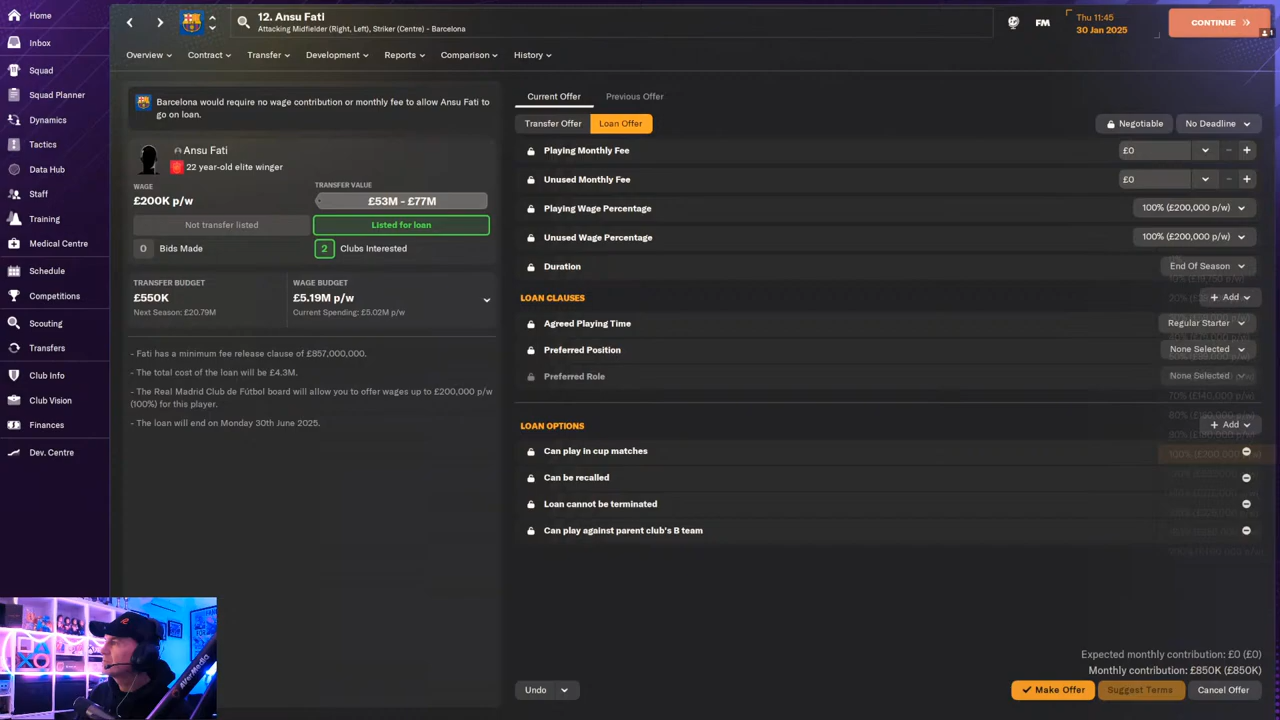 Home
Inbox
Squad
Squad Planner
Dynamics
Tactics
Data Hub
Staff
Training
Medical Centre
Schedule
Competitions
Scouting
Transfers
Club Info
Club Vision
Finances
Dev. Centre
12. Ansu Fati
Attacking Midfielder (Right, Left), Striker (Centre) - Barcelona
FM
Thu 11:45
30 Jan 2025
CONTINUE
1
Overview
Contract
Transfer
Development
Reports
Comparison
History
Barcelona would require no wage contribution or monthly fee to allow Ansu Fati to
go on loan.
Ansu Fati
22 year-old elite winger
WAGE
£200K p/w
TRANSFER VALUE
£53M - £77M
Not transfer listed
Listed for loan
0 Bids Made
2 Clubs Interested
TRANSFER BUDGET
£550K
Next Season: £20.79M
WAGE BUDGET
£5.19M p/w
Current Spending: £5.02M p/w
- Fati has a minimum fee release clause of £857,000,000.
- The total cost of the loan will be £4.3M.
- The Real Madrid Club de Fútbol board will allow you to offer wages up to £200,000 p/w
(100%) for this player.
- The loan will end on Monday 30th June 2025.
Current Offer
Previous Offer
Transfer Offer
Loan Offer
Negotiable
No Deadline
Playing Monthly Fee
£0
Unused Monthly Fee
£0
Playing Wage Percentage
100% (£200,000 p/w)
Unused Wage Percentage
100% (£200,000 p/w)
Duration
End Of Season
LOAN CLAUSES
Add
Agreed Playing Time
Regular Starter
Preferred Position
None Selected
Preferred Role
None Selected
LOAN OPTIONS
Add
Can play in cup matches
Can be recalled
Loan cannot be terminated
Can play against parent club's B team
Expected monthly contribution: £0 (£0)
Monthly contribution: £850K (£850K)
Undo
Make Offer
Suggest Terms
Cancel Offer
AVerMedia